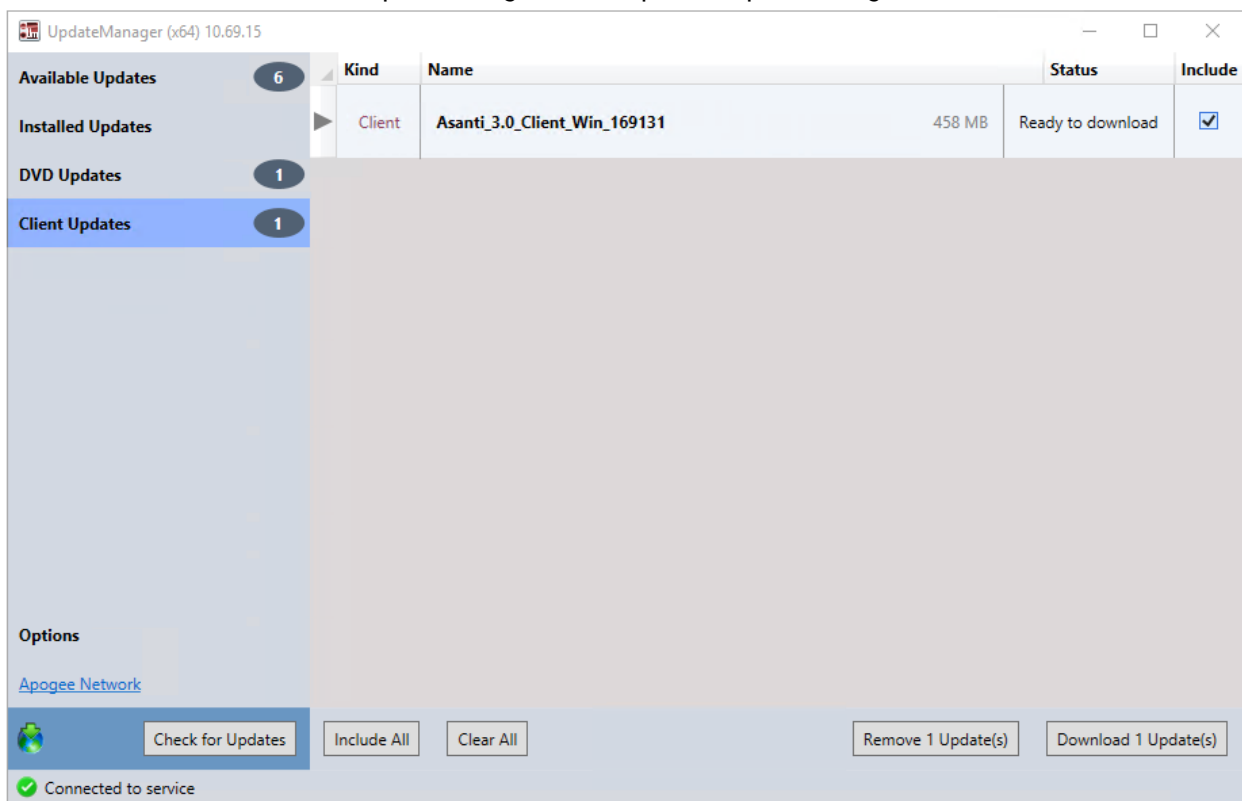 UpdateManager (x64) 10.69.15
Available Updates 6
Installed Updates
DVD Updates 1
Client Updates 1
Kind Name Status Include
Client Asanti_3.0_Client_Win_169131 458 MB Ready to download
Options
Apogee Network
Check for Updates Include All Clear All Remove 1 Update(s) Download 1 Update(s)
Connected to service